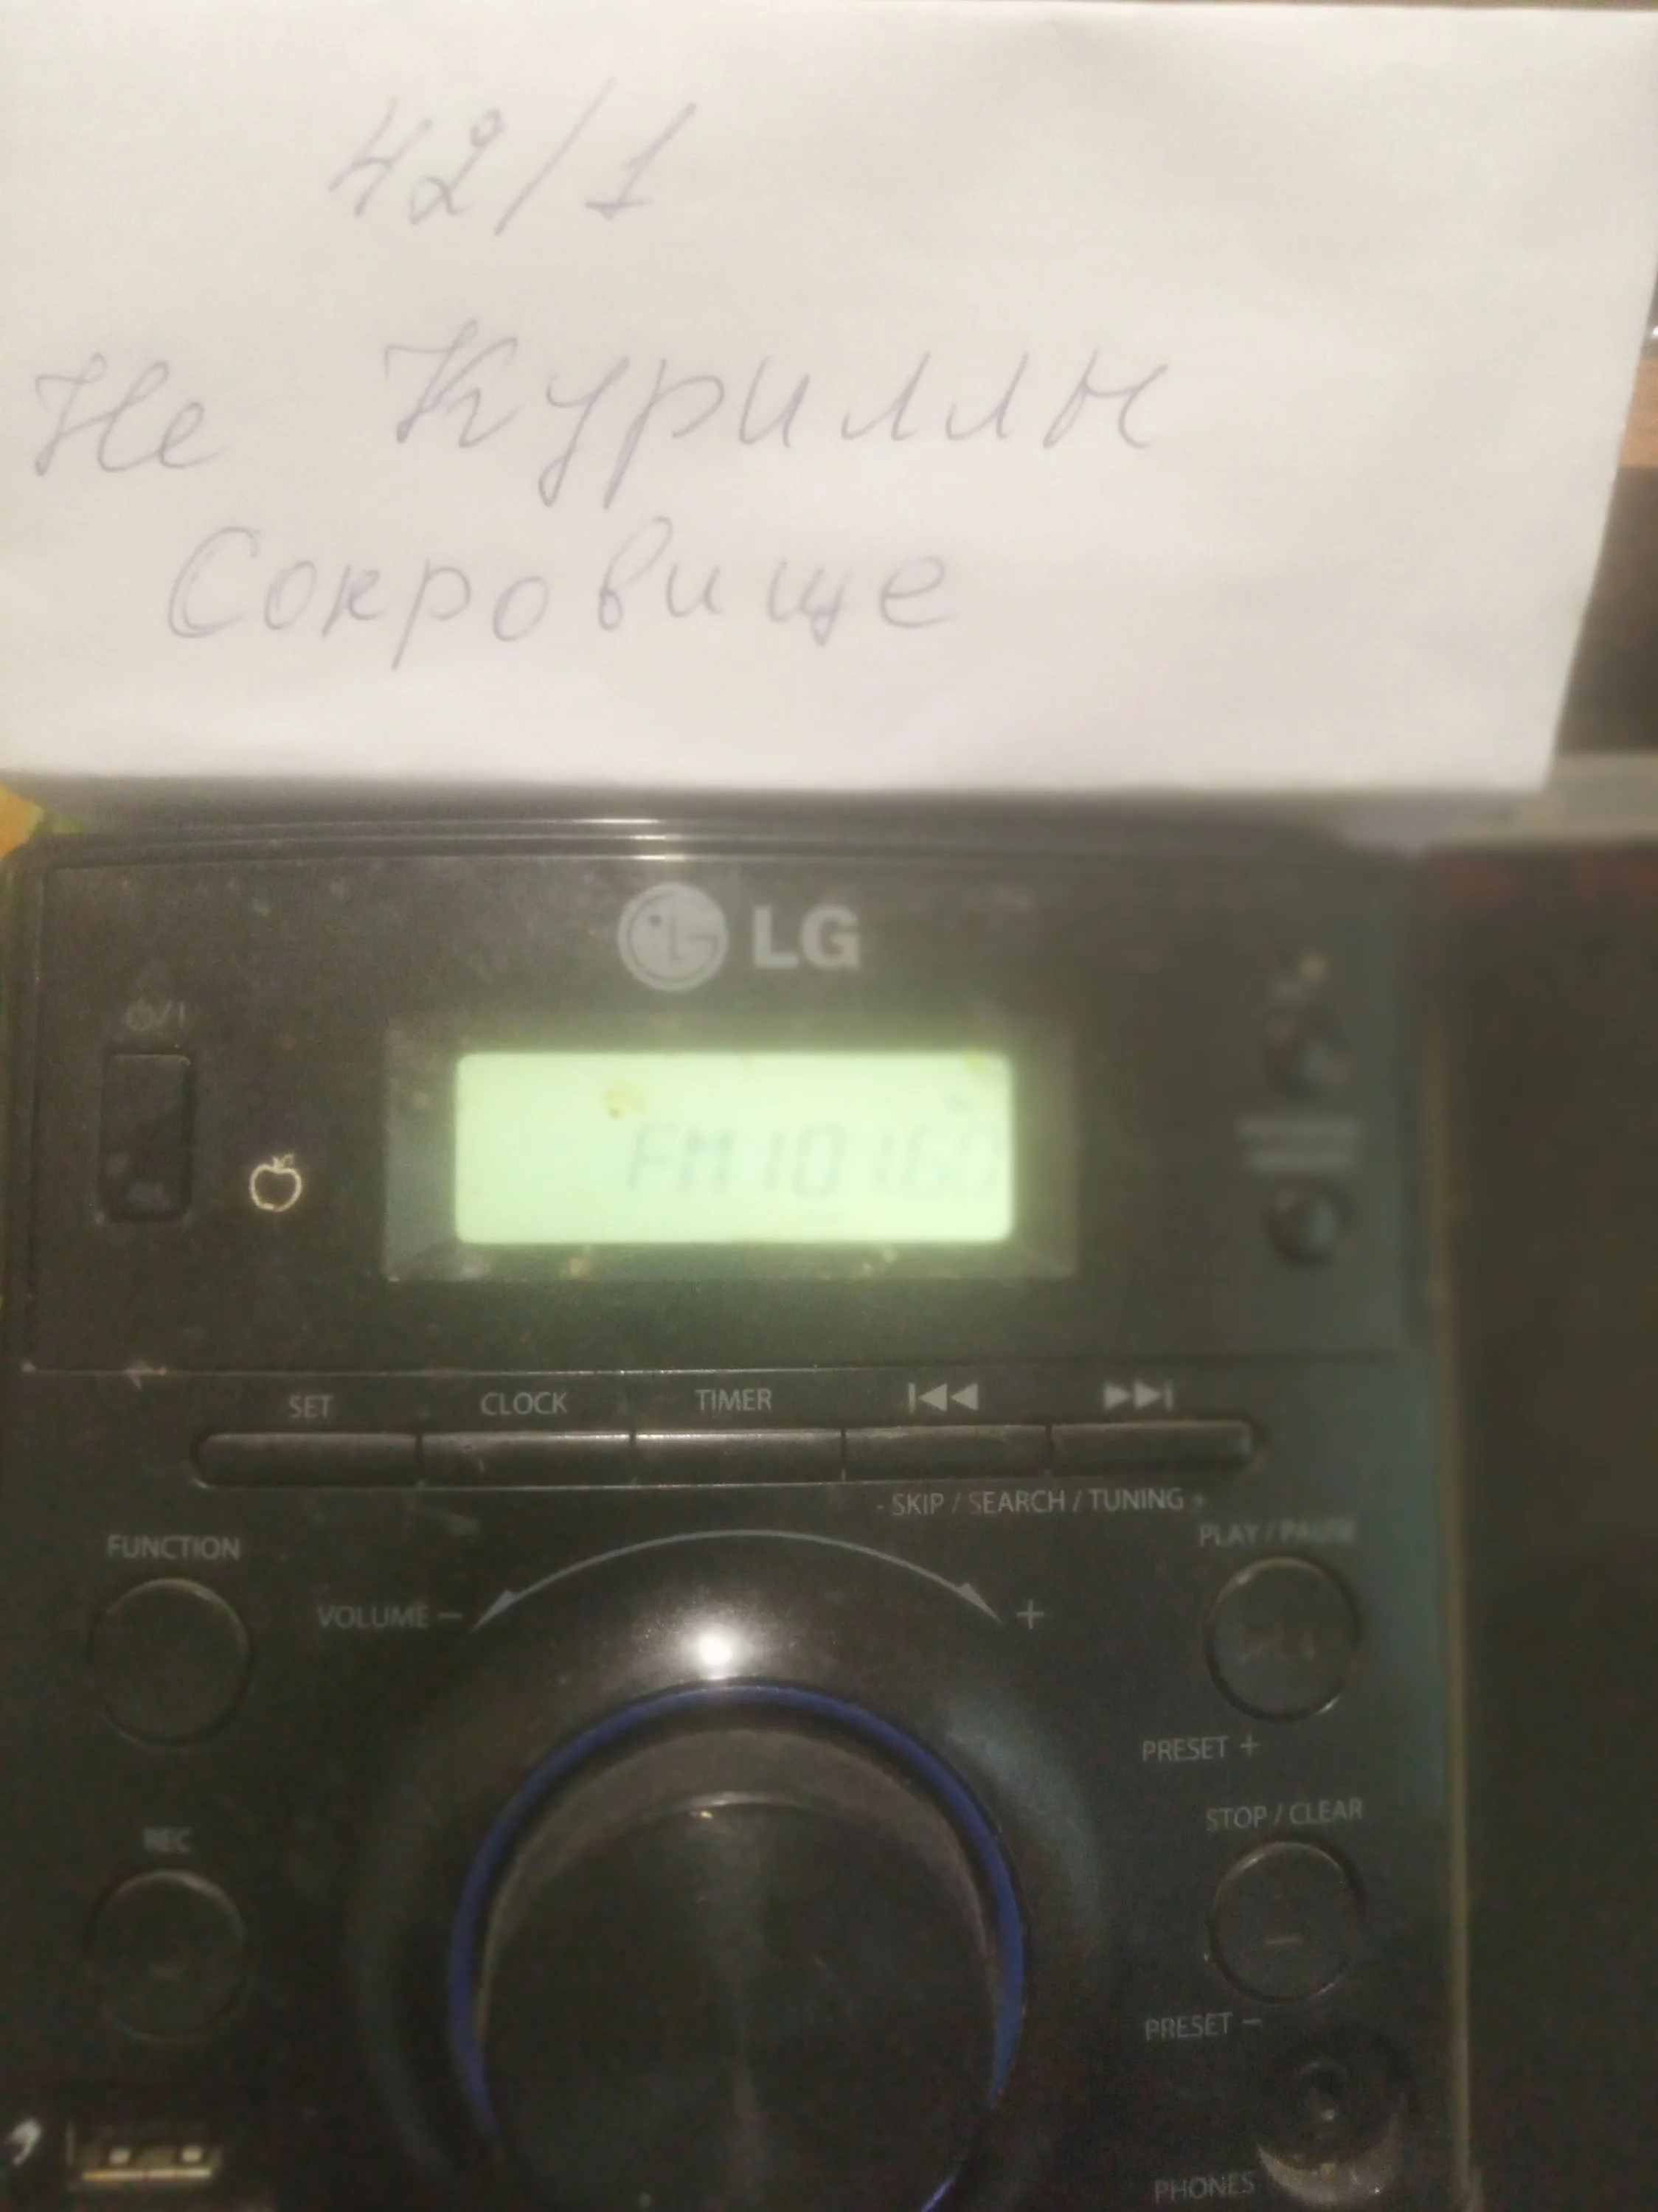 42/1
Не Куриллы
Сокровище
LG
FM 101.60
SET CLOCK TIMER
- SKIP / SEARCH / TUNING +
FUNCTION
PLAY / PAUSE
VOLUME - +
PRESET +
STOP / CLEAR
REC
PRESET -
PHONES